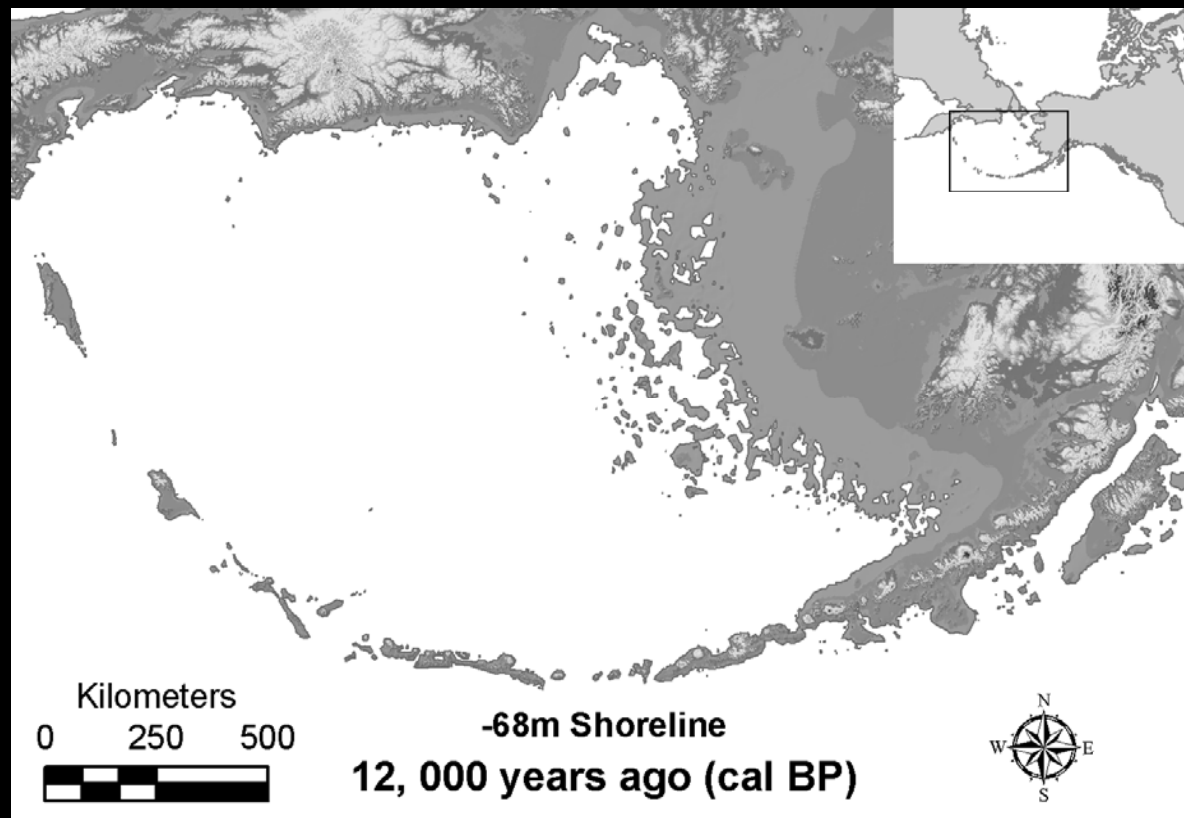 Kilometers
0 250 500
-68m Shoreline
12, 000 years ago (cal BP)
N
W E
S